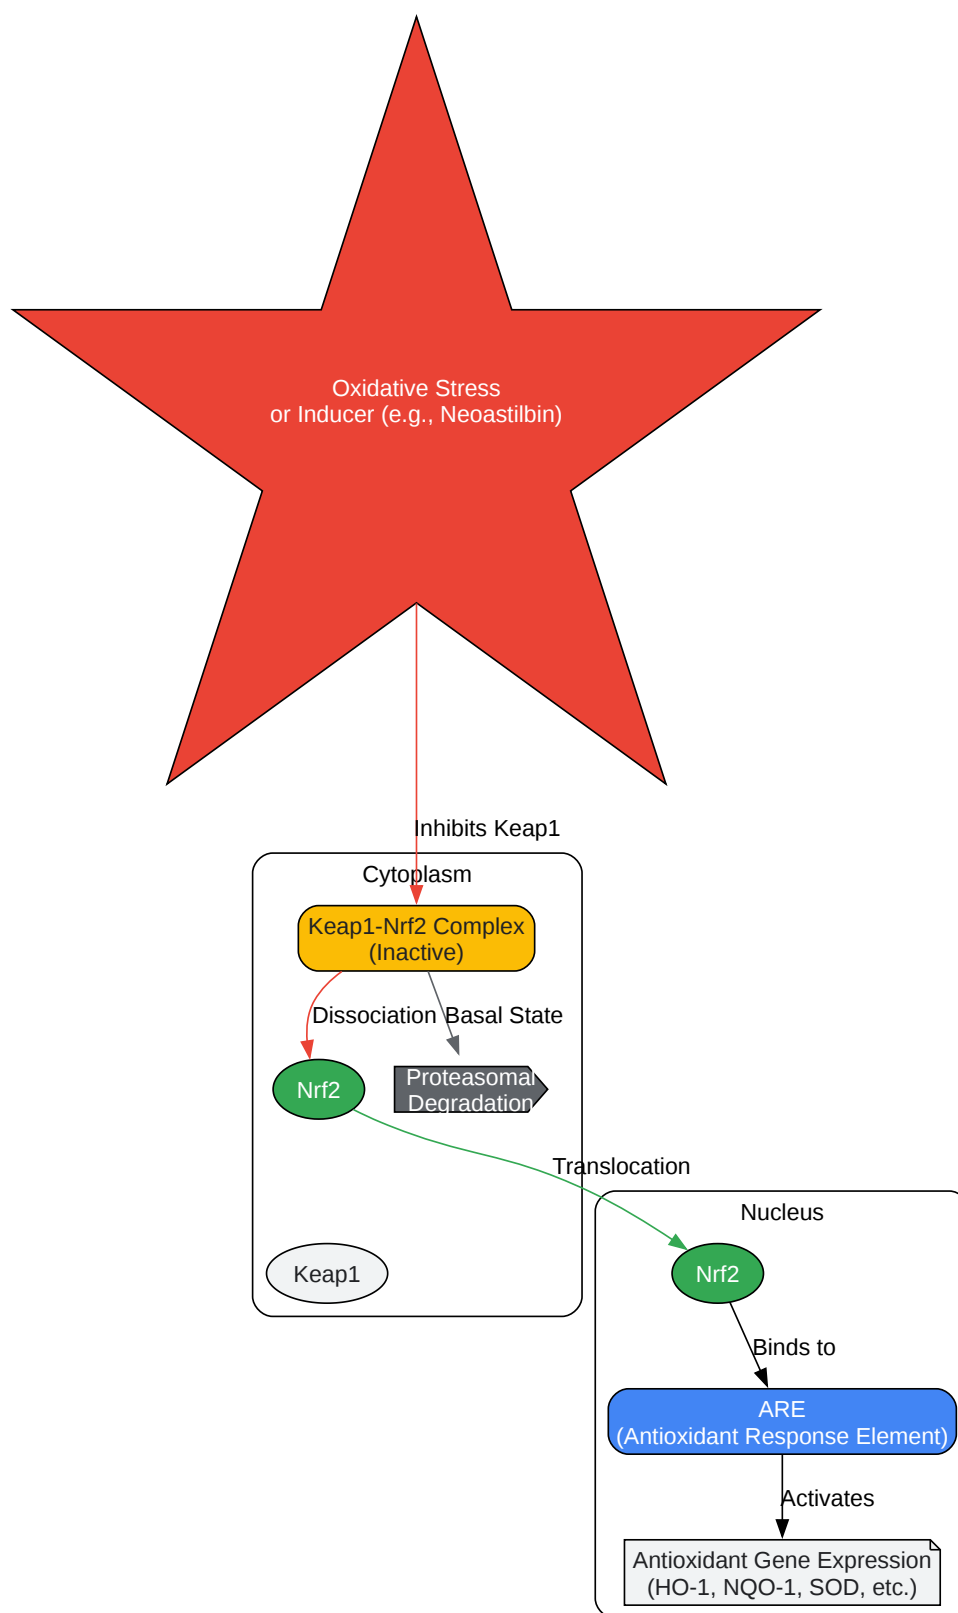 Oxidative Stress
or Inducer (e.g., Neoastilbin)
Inhibits Keap1
Cytoplasm
Keap1-Nrf2 Complex
(Inactive)
Dissociation
Basal State
Nrf2
Proteasomal
Degradation
Translocation
Nucleus
Keap1
Nrf2
Binds to
ARE
(Antioxidant Response Element)
Activates
Antioxidant Gene Expression
(HO-1, NQO-1, SOD, etc.)